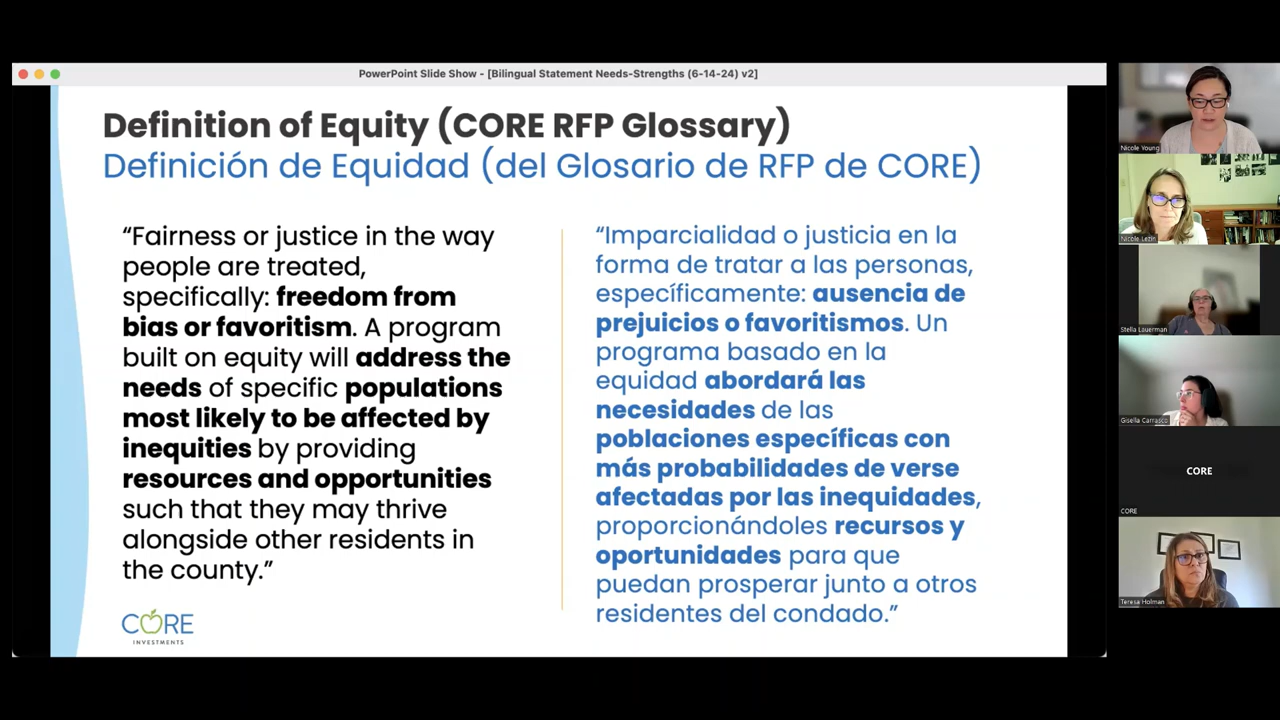 PowerPoint Slide Show - [Bilingual Statement Needs-Strengths (6-14-24) v2]
Definition of Equity (CORE RFP Glossary)
Definición de Equidad (del Glosario de RFP de CORE)
“Fairness or justice in the way
people are treated,
specifically: freedom from
bias or favoritism. A program
built on equity will address the
needs of specific populations
most likely to be affected by
inequities by providing
resources and opportunities
such that they may thrive
alongside other residents in
the county.”
“Imparcialidad o justicia en la
forma de tratar a las personas,
específicamente: ausencia de
prejuicios o favoritismos. Un
programa basado en la
equidad abordará las
necesidades de las
poblaciones específicas con
más probabilidades de verse
afectadas por las inequidades,
proporcionándoles recursos y
oportunidades para que
puedan prosperar junto a otros
residentes del condado.”
CORE
INVESTMENTS
Nicole Young
Nicole Lezin
Stella Lauerman
Gisella Carrasco
CORE
CORE
Teresa Holman